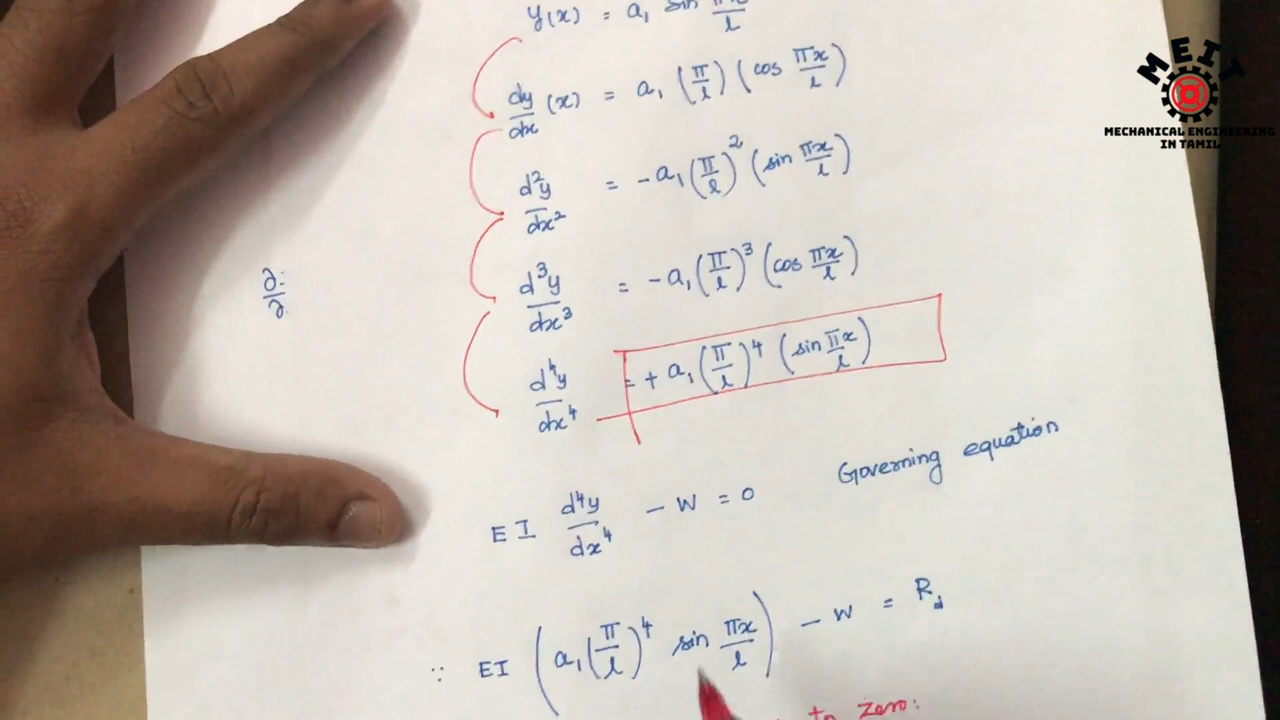 y(x) = a₁ sin πx/l
dy/dx (x) = a₁ (π/l) (cos πx/l)
d²y/dx² = -a₁ (π/l)² (sin πx/l)
d³y/dx³ = -a₁ (π/l)³ (cos πx/l)
∂:/∂
d⁴y/dx⁴ = + a₁ (π/l)⁴ (sin πx/l)
EI d⁴y/dx⁴ - W = 0 Governing equation
∵ EI (a₁ (π/l)⁴ sin πx/l) - W = R_d
to zero:
MEIT
MECHANICAL ENGINEERING
IN TAMIL